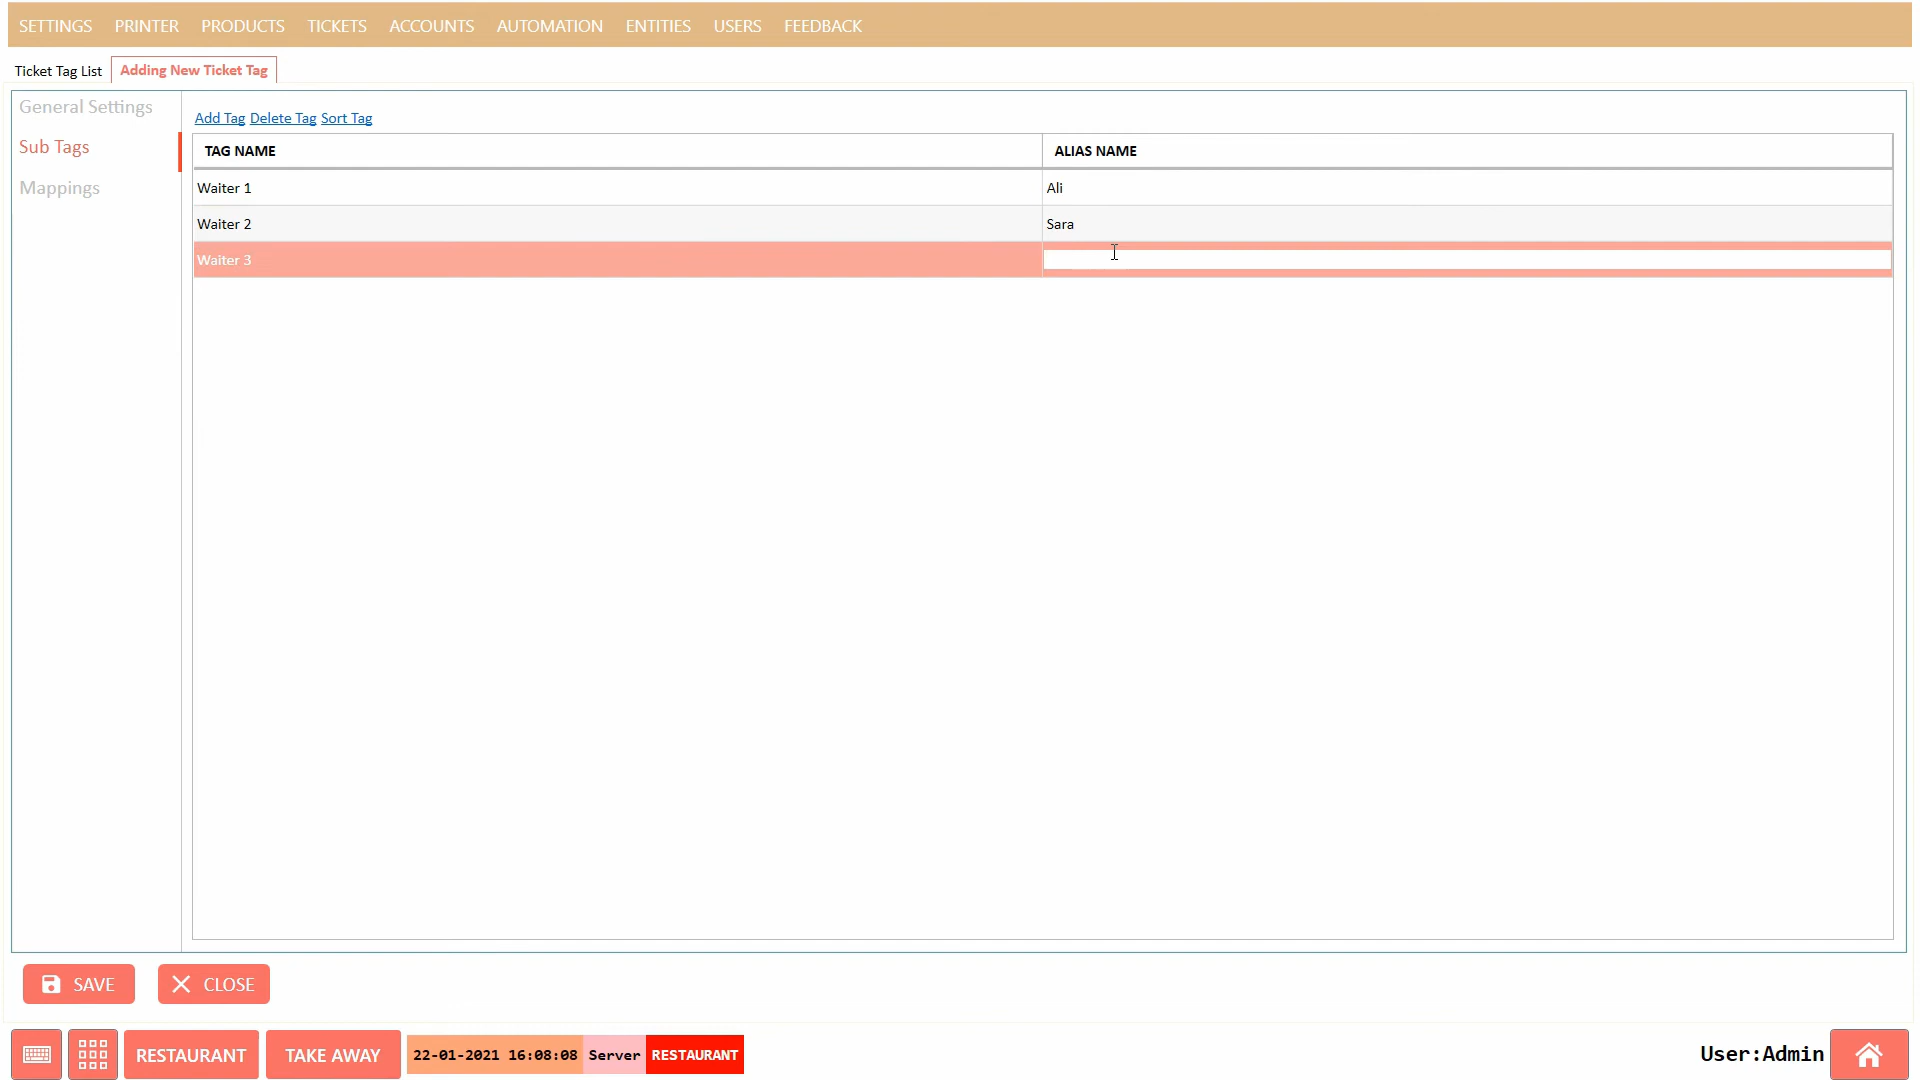 SETTINGS PRINTER PRODUCTS TICKETS ACCOUNTS AUTOMATION ENTITIES USERS FEEDBACK
Ticket Tag List Adding New Ticket Tag
General Settings
Sub Tags
Mappings
Add Tag Delete Tag Sort Tag
TAG NAME ALIAS NAME
Waiter 1 Ali
Waiter 2 Sara
Waiter 3
SAVE CLOSE
RESTAURANT TAKE AWAY 22-01-2021 16:08:08 Server RESTAURANT User:Admin